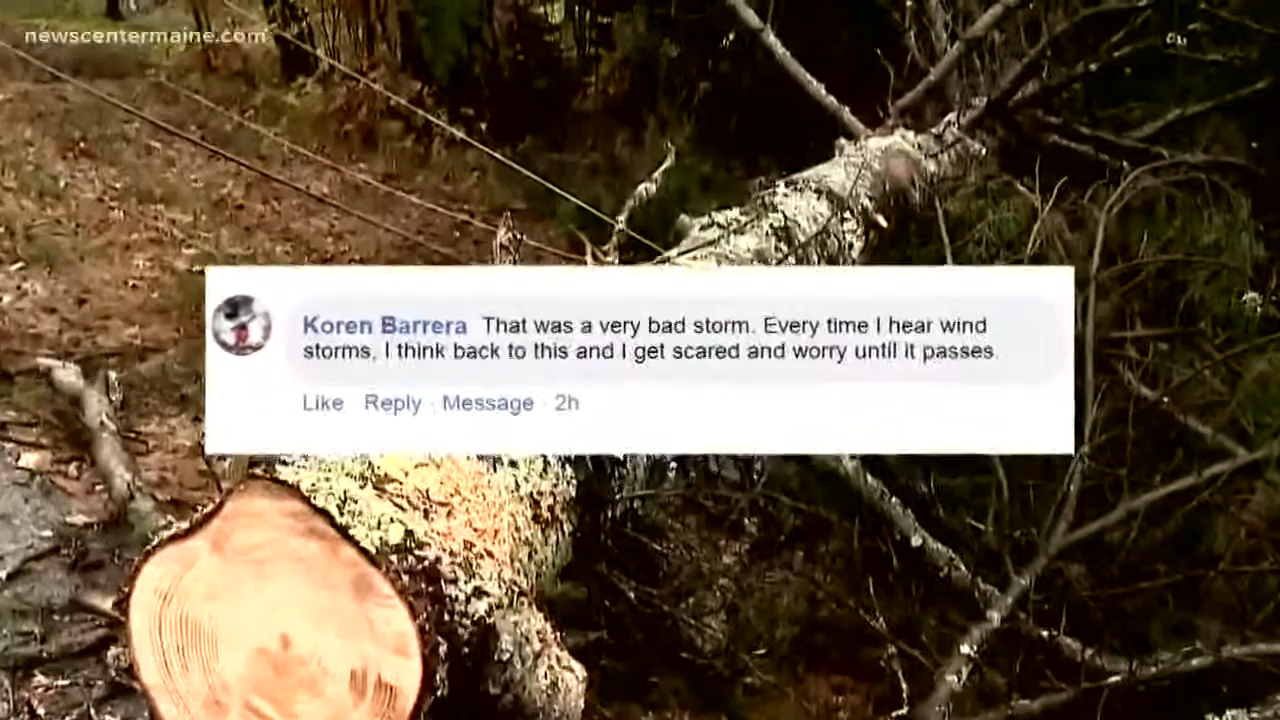 newscentermaine.com
Koren Barrera That was a very bad storm. Every time I hear wind
storms, I think back to this and I get scared and worry until it passes.
Like Reply · Message · 2h